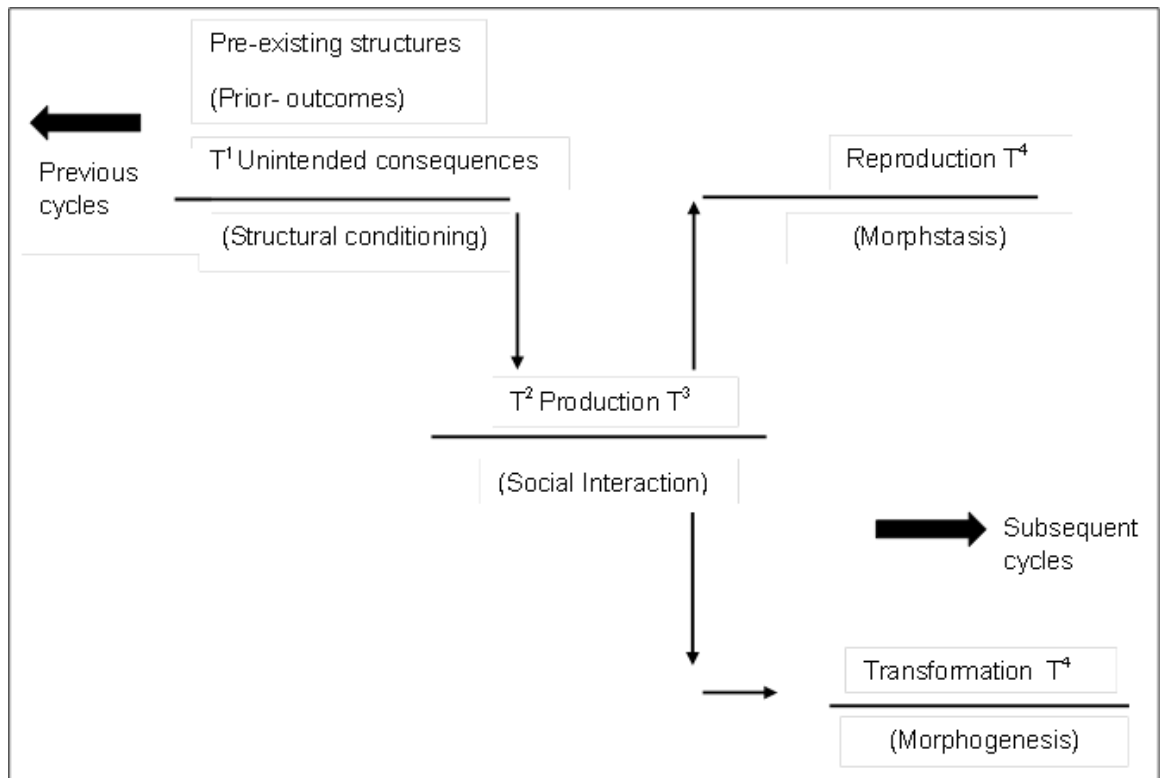 Pre-existing structures
(Prior- outcomes)
T¹ Unintended consequences
Previous
cycles
(Structural conditioning)
Reproduction T⁴
(Morphstasis)
T² Production T³
(Social Interaction)
Subsequent
cycles
Transformation T⁴
(Morphogenesis)